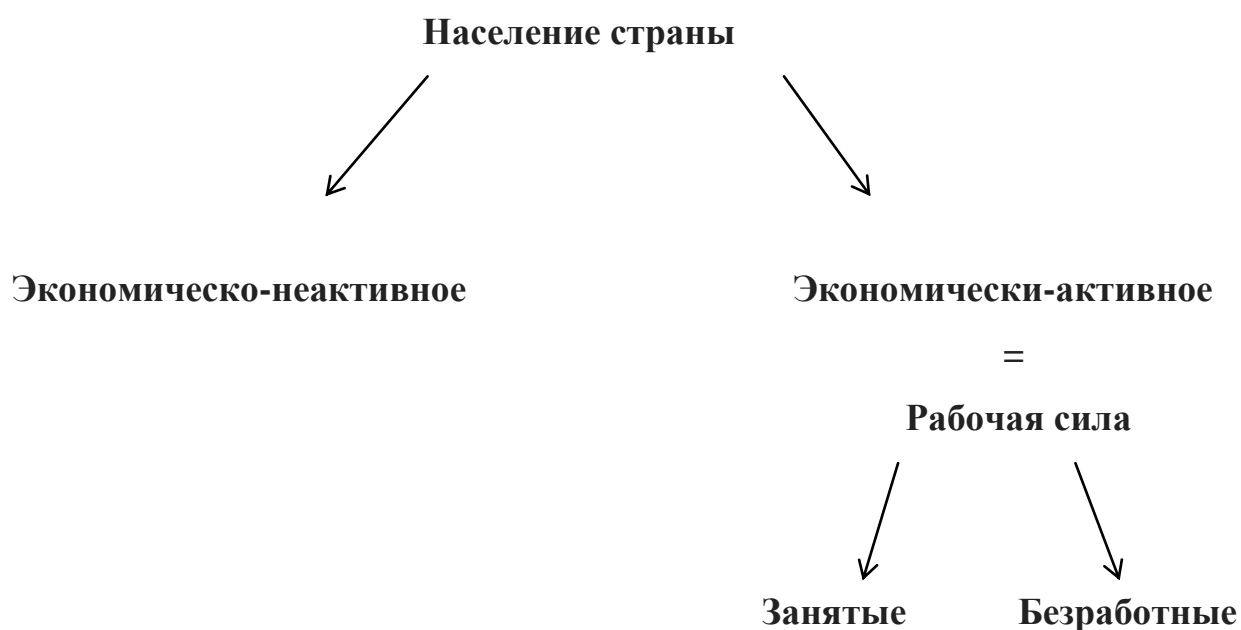 Население страны
Экономическо-неактивное Экономически-активное
=
Рабочая сила
Занятые Безработные